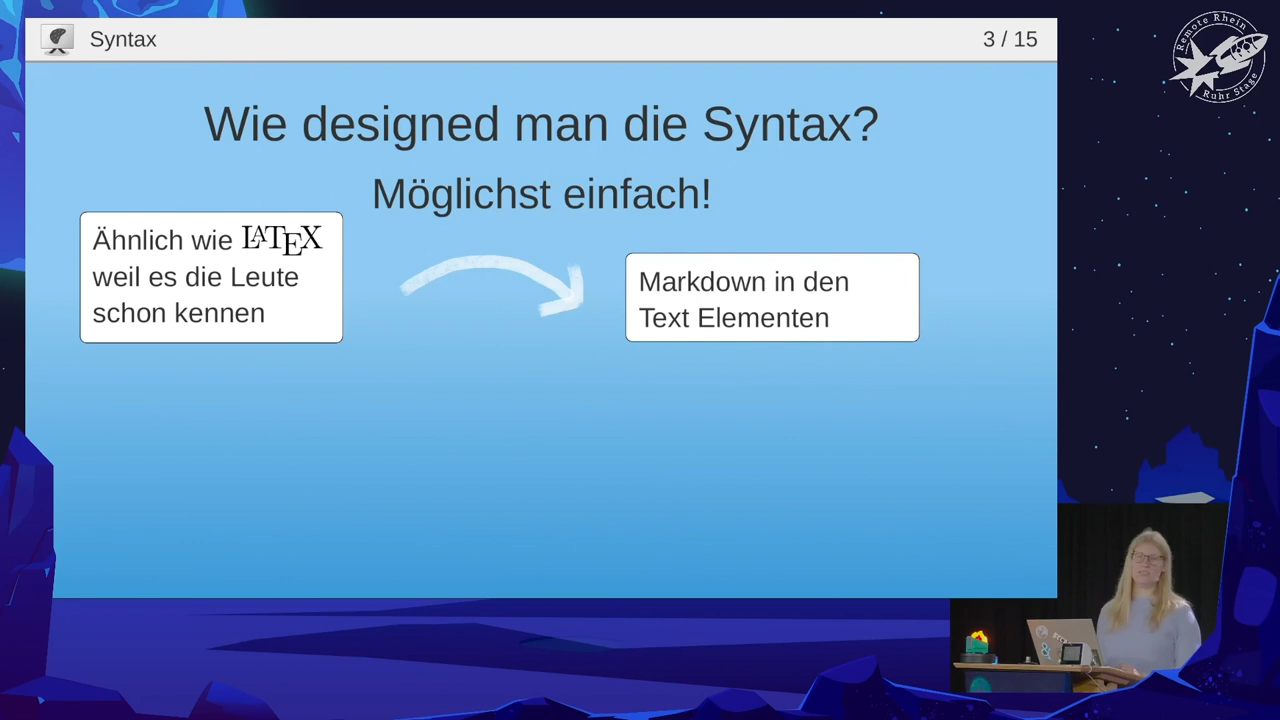 Syntax
3 / 15
Wie designed man die Syntax?
Möglichst einfach!
Ähnlich wie LATEX
weil es die Leute
schon kennen
Markdown in den
Text Elementen
Remote Rhein
Ruhr Stage
&